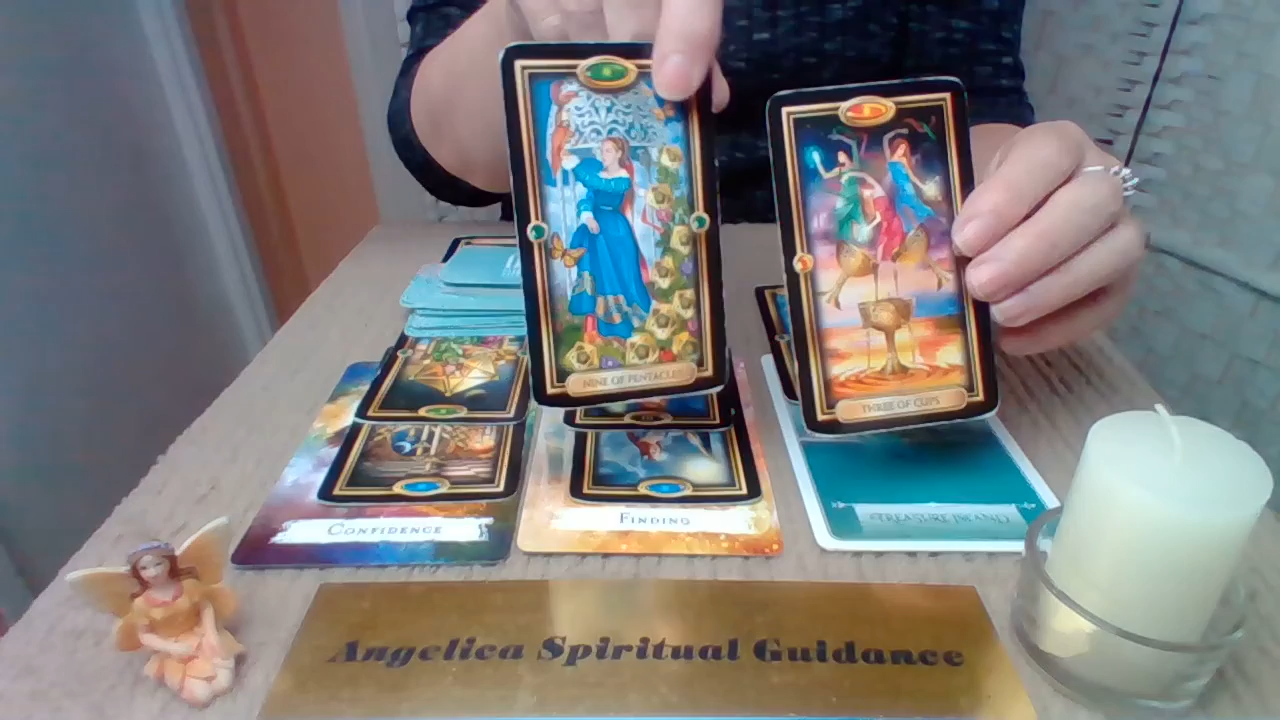 NINE OF PENTACLES
THREE OF CUPS
CONFIDENCE
FINDING
TREASURE ISLAND
Angelica Spiritual Guidance